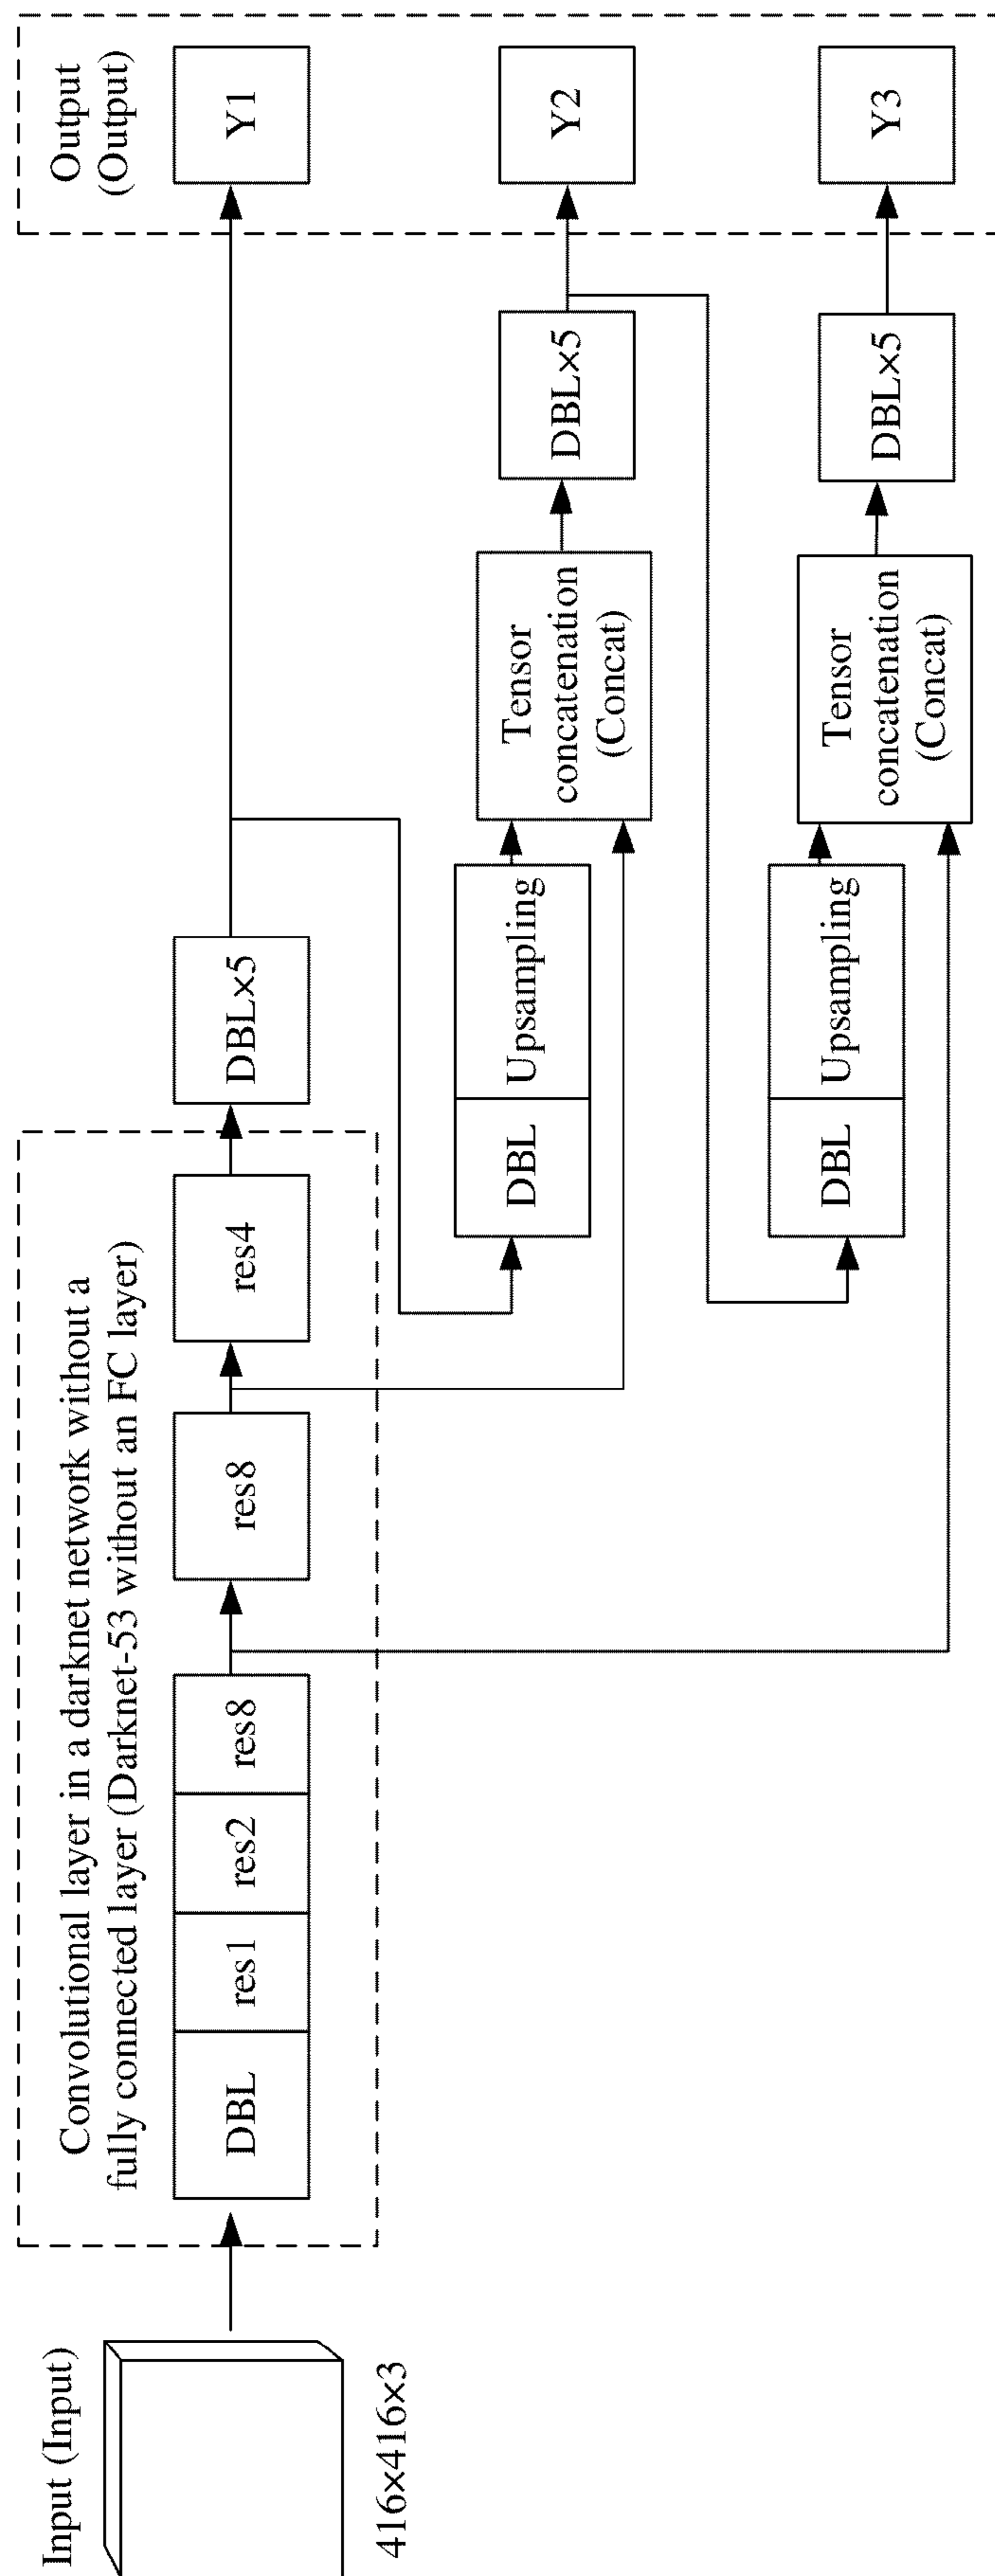 Input (Input)
416×416×3
Convolutional layer in a darknet network without a
fully connected layer (Darknet-53 without an FC layer)
DBL
res1
res2
res8
res8
res4
DBL×5
Output
(Output)
Y1
DBL
Upsampling
Tensor
concatenation
(Concat)
DBL×5
Y2
DBL
Upsampling
Tensor
concatenation
(Concat)
DBL×5
Y3